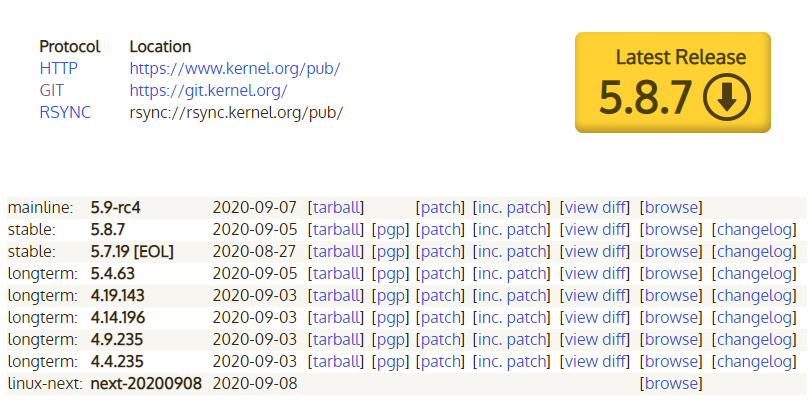 Protocol Location
HTTP https://www.kernel.org/pub/
GIT https://git.kernel.org/
RSYNC rsync://rsync.kernel.org/pub/
Latest Release
5.8.7
mainline: 5.9-rc4 2020-09-07 [tarball] [patch] [inc. patch] [view diff] [browse]
stable: 5.8.7 2020-09-05 [tarball] [pgp] [patch] [inc. patch] [view diff] [browse] [changelog]
stable: 5.7.19 [EOL] 2020-08-27 [tarball] [pgp] [patch] [inc. patch] [view diff] [browse] [changelog]
longterm: 5.4.63 2020-09-05 [tarball] [pgp] [patch] [inc. patch] [view diff] [browse] [changelog]
longterm: 4.19.143 2020-09-03 [tarball] [pgp] [patch] [inc. patch] [view diff] [browse] [changelog]
longterm: 4.14.196 2020-09-03 [tarball] [pgp] [patch] [inc. patch] [view diff] [browse] [changelog]
longterm: 4.9.235 2020-09-03 [tarball] [pgp] [patch] [inc. patch] [view diff] [browse] [changelog]
longterm: 4.4.235 2020-09-03 [tarball] [pgp] [patch] [inc. patch] [view diff] [browse] [changelog]
linux-next: next-20200908 2020-09-08 [browse]